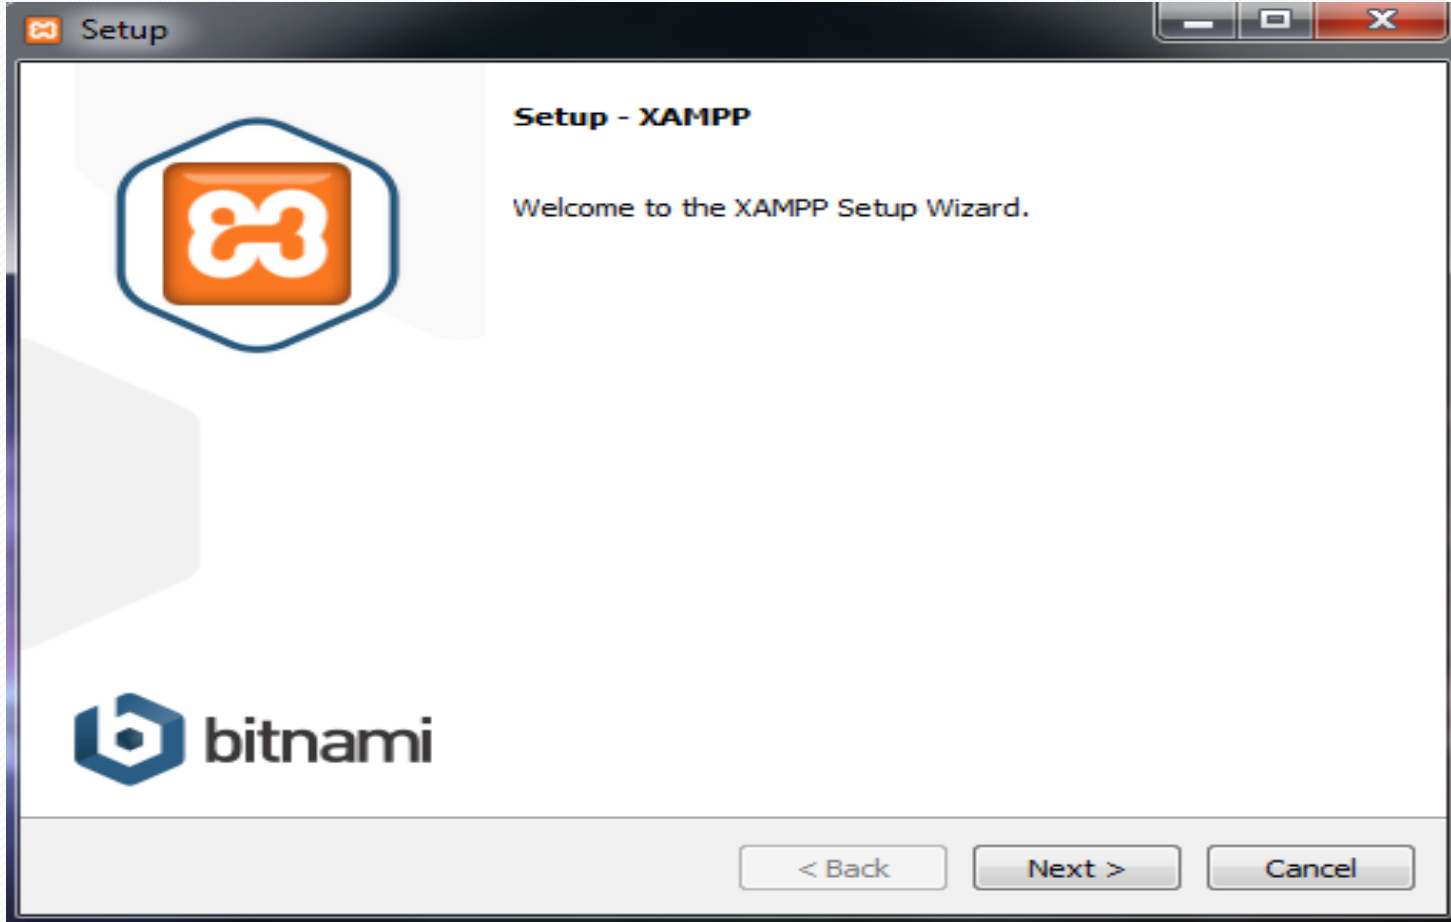 Setup
Setup - XAMPP
Welcome to the XAMPP Setup Wizard.
bitnami
< Back
Next >
Cancel